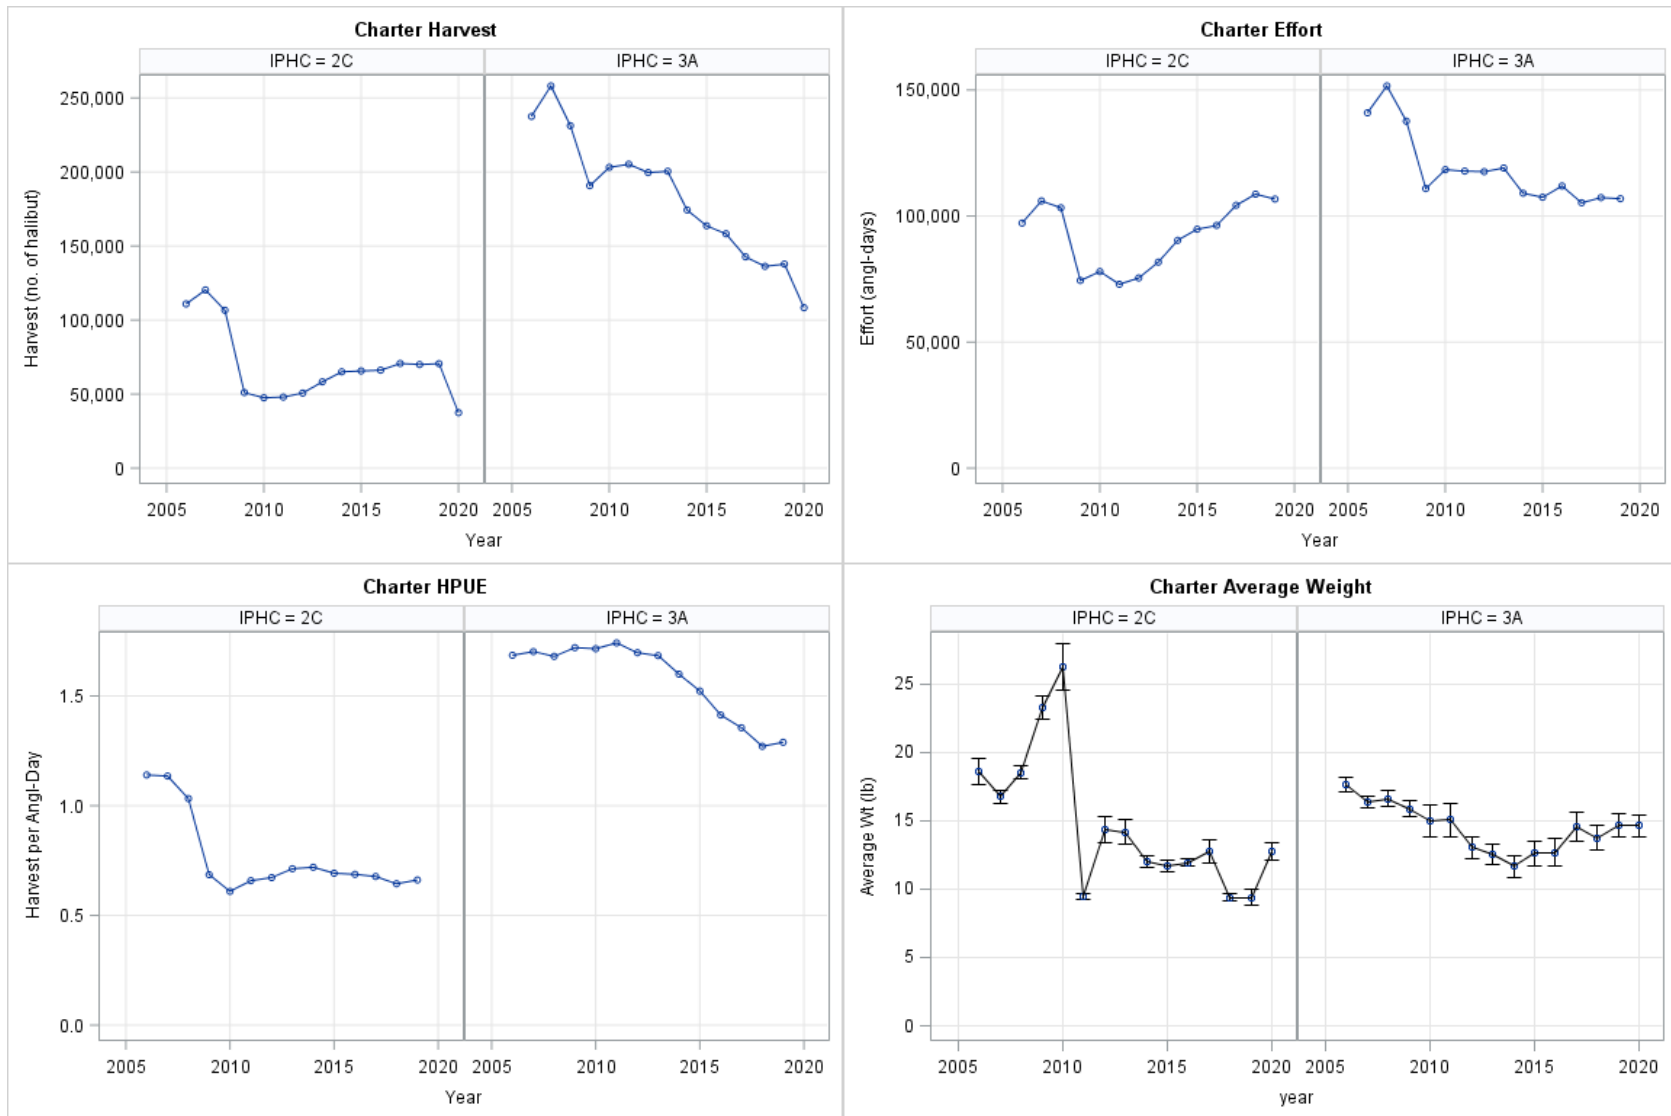 Charter Harvest
IPHC = 2C
IPHC = 3A
Harvest (no. of halibut)
250,000
200,000
150,000
100,000
50,000
0
2005 2010 2015 2020 2005 2010 2015 2020
Year
Charter Effort
IPHC = 2C
IPHC = 3A
Effort (angl-days)
150,000
100,000
50,000
0
2005 2010 2015 2020 2005 2010 2015 2020
Year
Charter HPUE
IPHC = 2C
IPHC = 3A
Harvest per Angl-Day
1.5
1.0
0.5
0.0
2005 2010 2015 2020 2005 2010 2015 2020
Year
Charter Average Weight
IPHC = 2C
IPHC = 3A
Average Wt (lb)
25
20
15
10
5
0
2005 2010 2015 2020 2005 2010 2015 2020
year